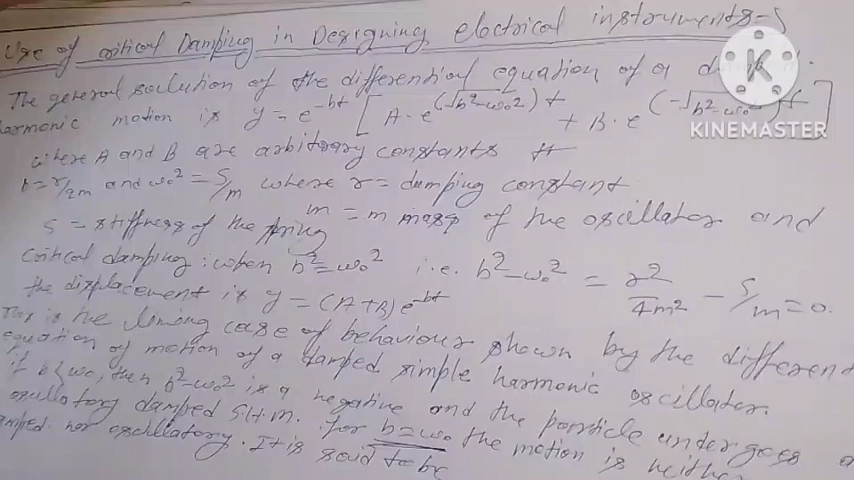 Use of critical Damping in Designing electrical instruments-S
The general solution of the differential equation of a
harmonic motion is y = e^-bt [A. e^(√b²-ω₀²)t + B. e^(-√b²-ω₀²)t]
where A and B are arbitrary constants
b=r/2m and ω₀² = S/m where r = damping constant
m = m mass of the oscillator and
S = stiffness of the spring
critical damping: when b²=ω₀² i.e. b²-ω₀² = r²/4m² - S/m = 0.
the displacement is y = (A+B)e^-bt
This is the liming case of behaviour shown by the different
equation of motion of a damped simple harmonic oscillator.
if b < ω₀, then b²-ω₀² is a negative and the particle undergoes a
oscillatory damped SHM. for b=ω₀ the motion is neither
damped nor oscillatory. It is said to be
KINEMASTER